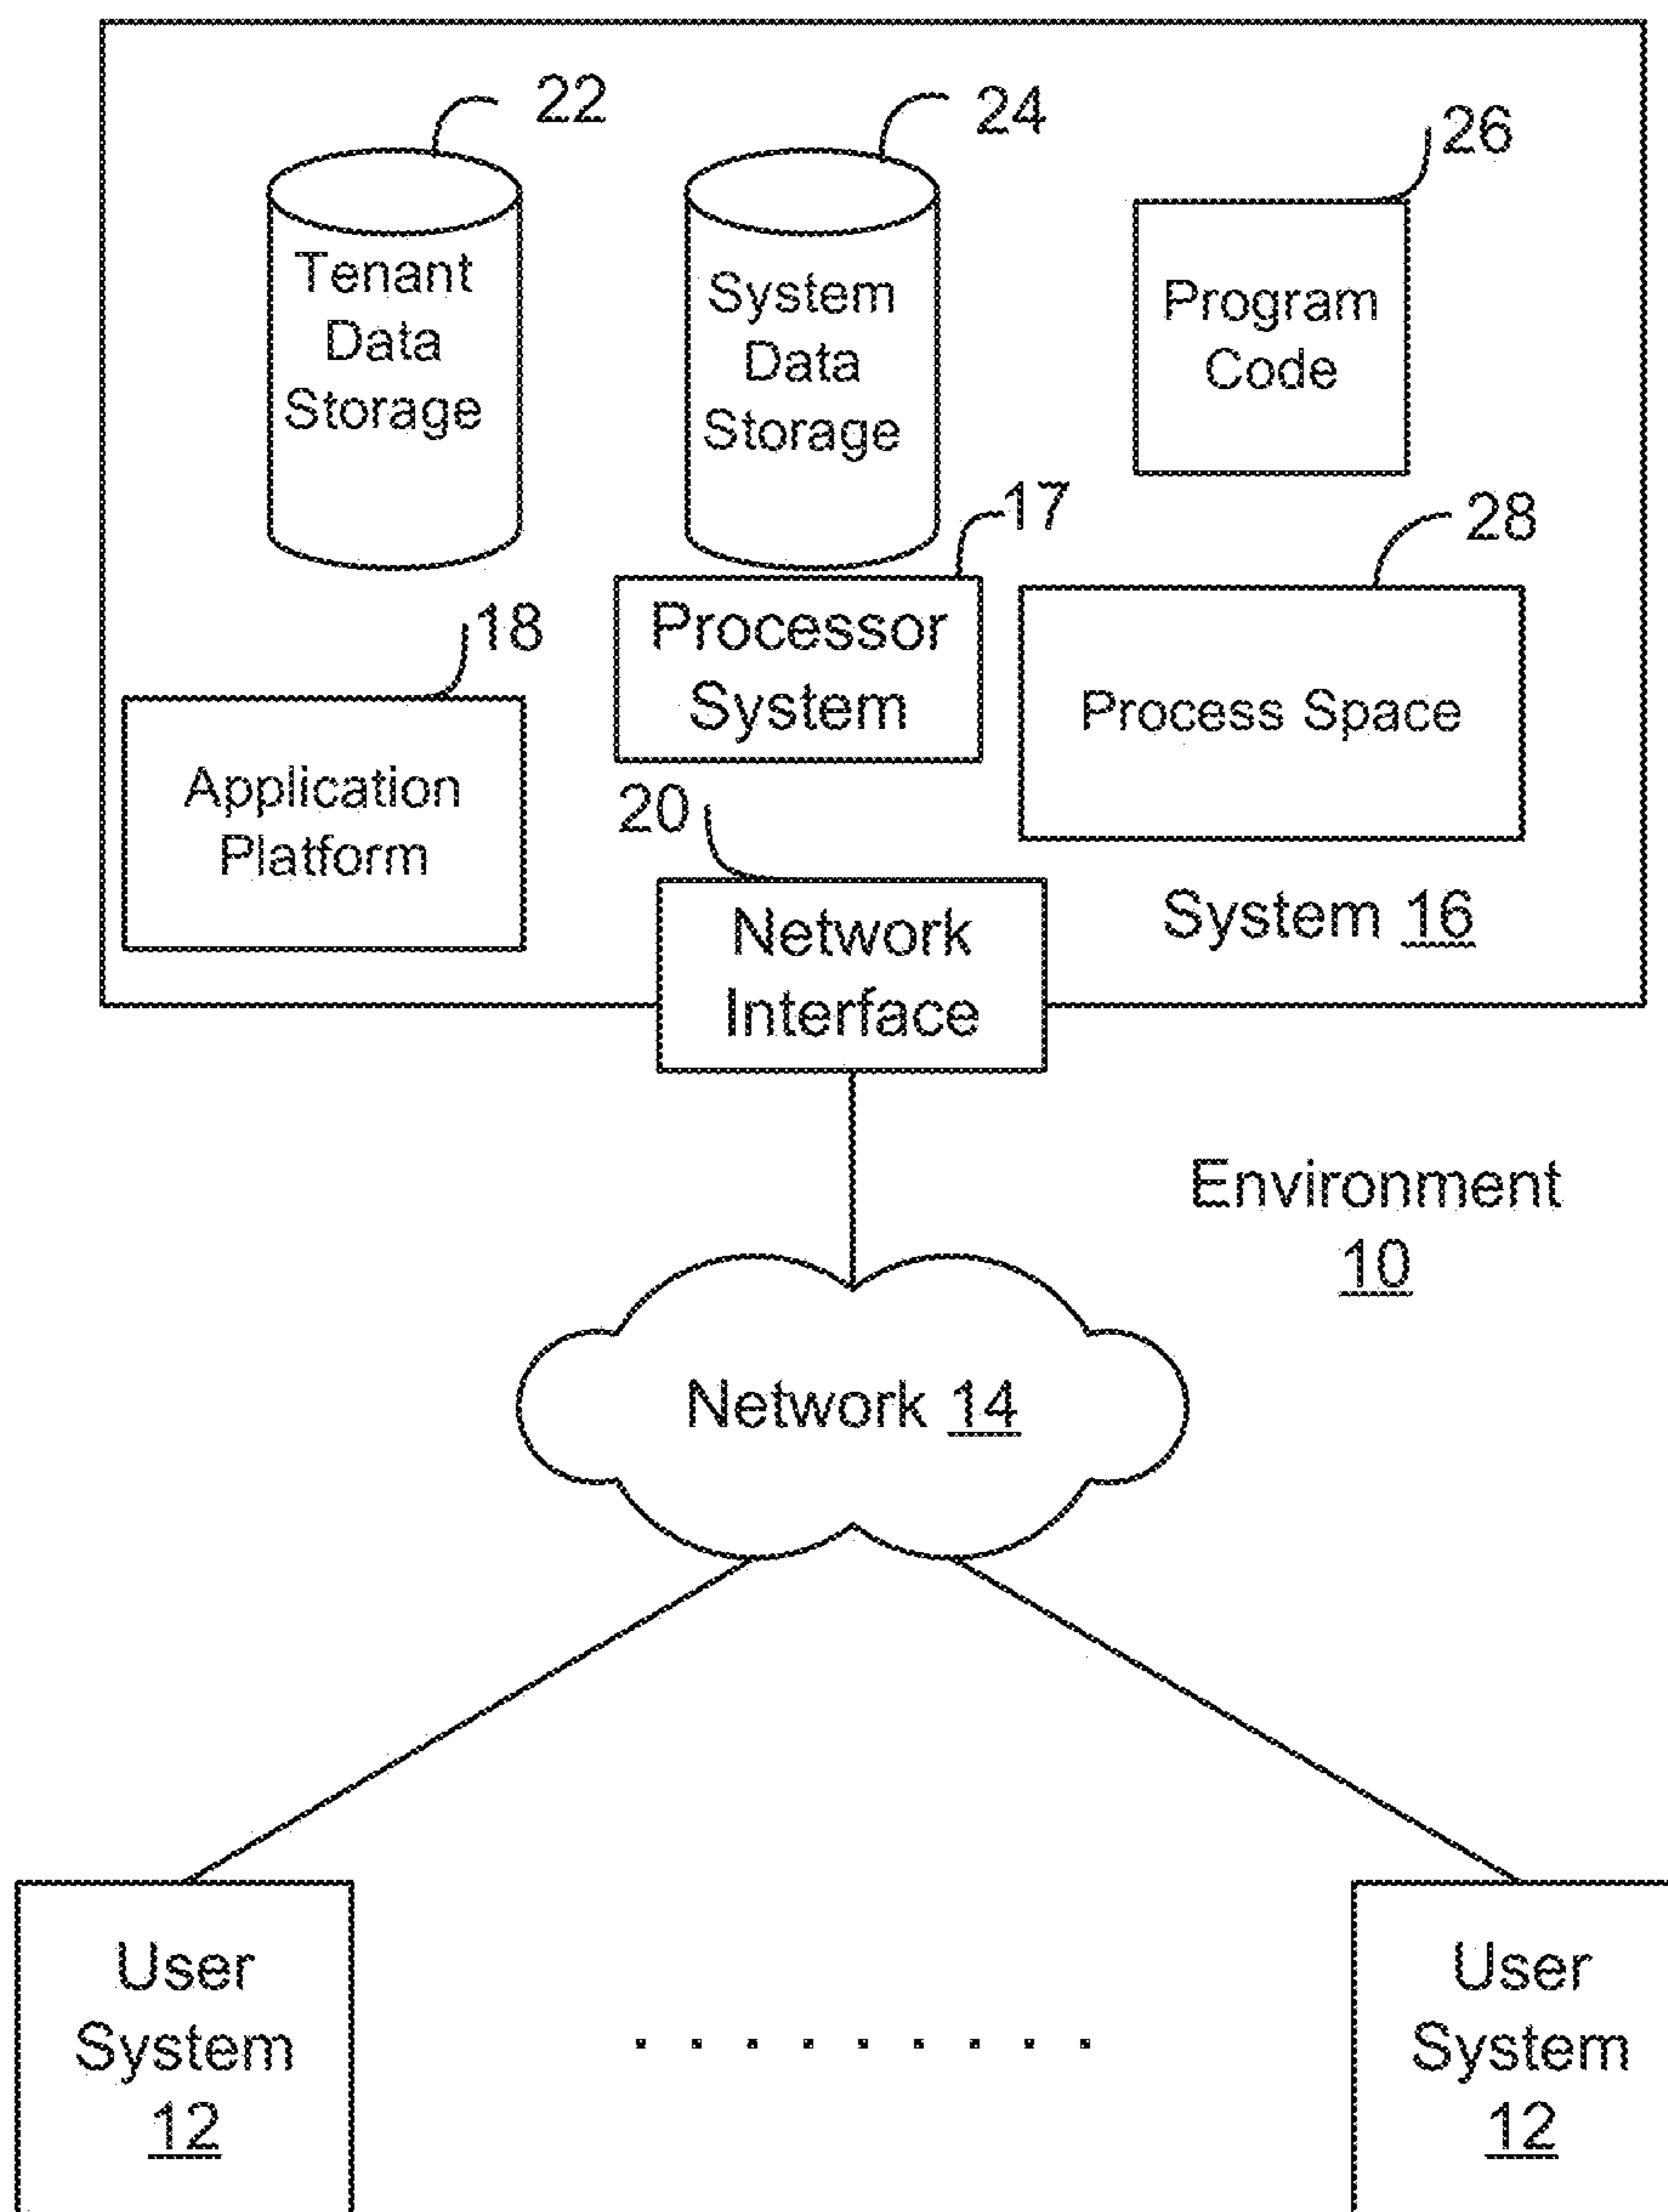 22
24
26
Tenant
Data
Storage
System
Data
Storage
Program
Code
17
28
18
Processor
System
Process Space
Application
Platform
20
Network
Interface
System 16
Environment
10
Network 14
User
System
12
User
System
12